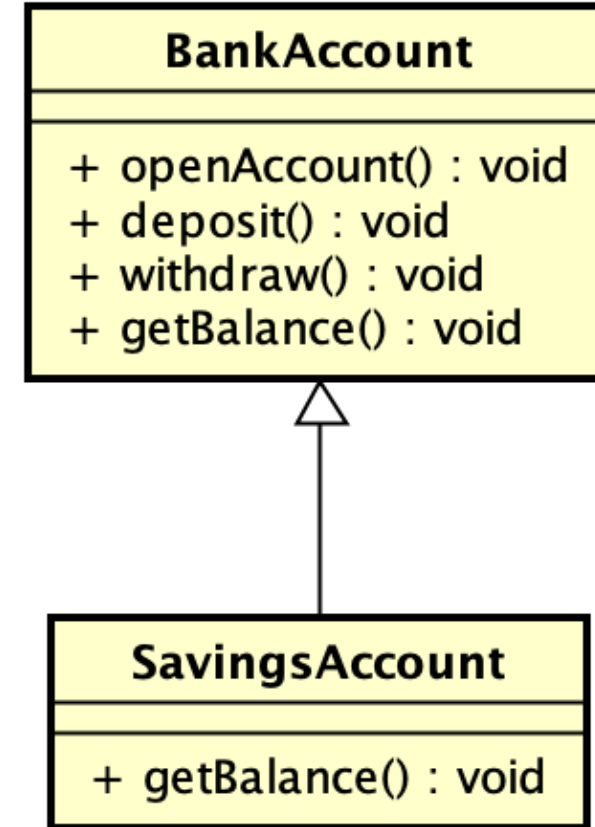 BankAccount
+ openAccount() : void
+ deposit() : void
+ withdraw() : void
+ getBalance() : void
SavingsAccount
+ getBalance() : void